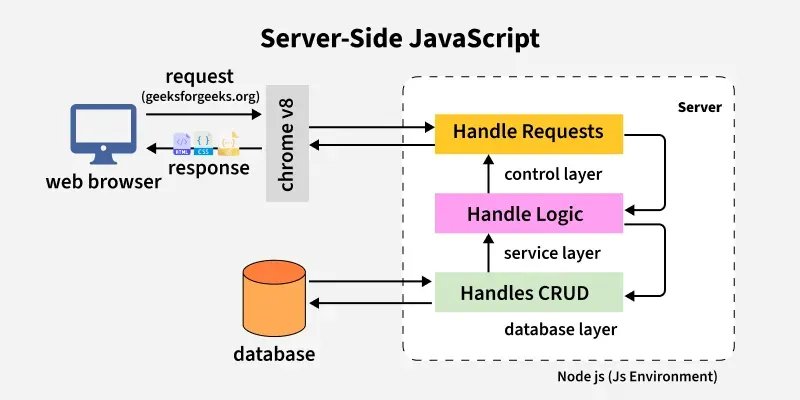 Server-Side JavaScript
request
(geeksforgeeks.org)
HTML
CSS
response
web browser
chrome v8
Server
Handle Requests
control layer
Handle Logic
service layer
Handles CRUD
database layer
database
Node js (Js Environment)